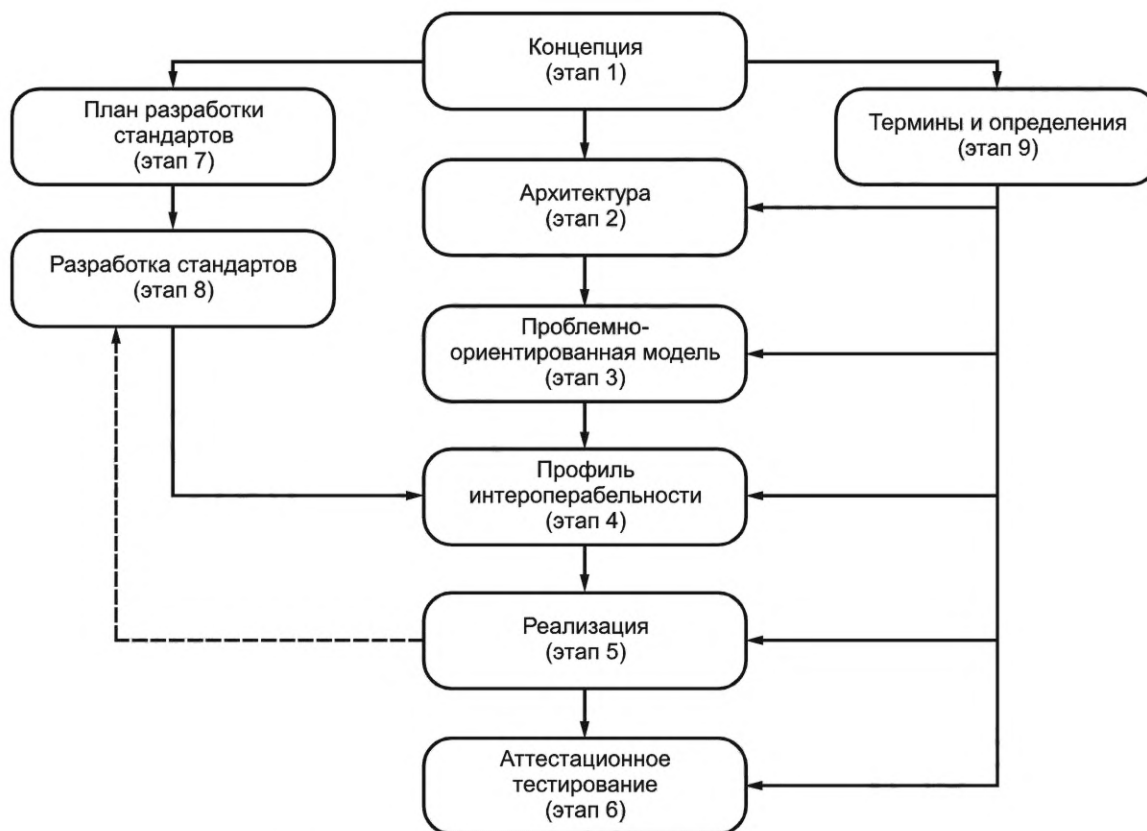 Концепция
(этап 1)
План разработки
стандартов
(этап 7)
Термины и определения
(этап 9)
Архитектура
(этап 2)
Разработка стандартов
(этап 8)
Проблемно-
ориентированная модель
(этап 3)
Профиль
интероперабельности
(этап 4)
Реализация
(этап 5)
Аттестационное
тестирование
(этап 6)